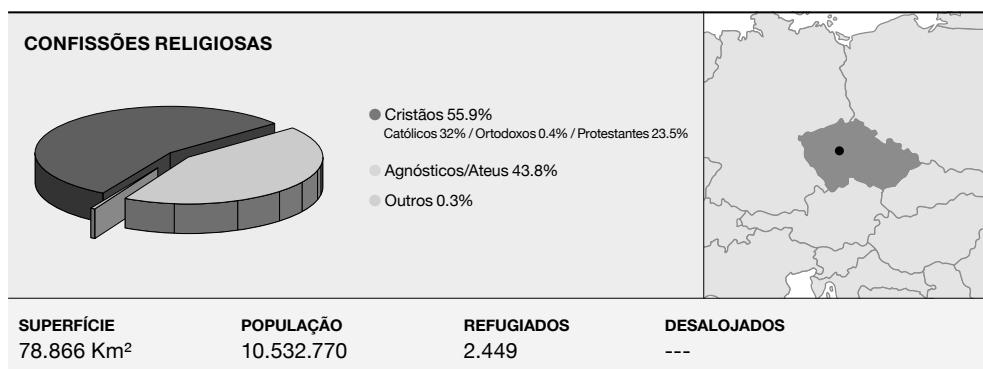 CONFISSÕES RELIGIOSAS
Cristãos 55.9%
Católicos 32% / Ortodoxos 0.4% / Protestantes 23.5%
Agnósticos/Ateus 43.8%
Outros 0.3%
SUPERFÍCIE
78.866 Km²
POPULAÇÃO
10.532.770
REFUGIADOS
2.449
DESALOJADOS
---